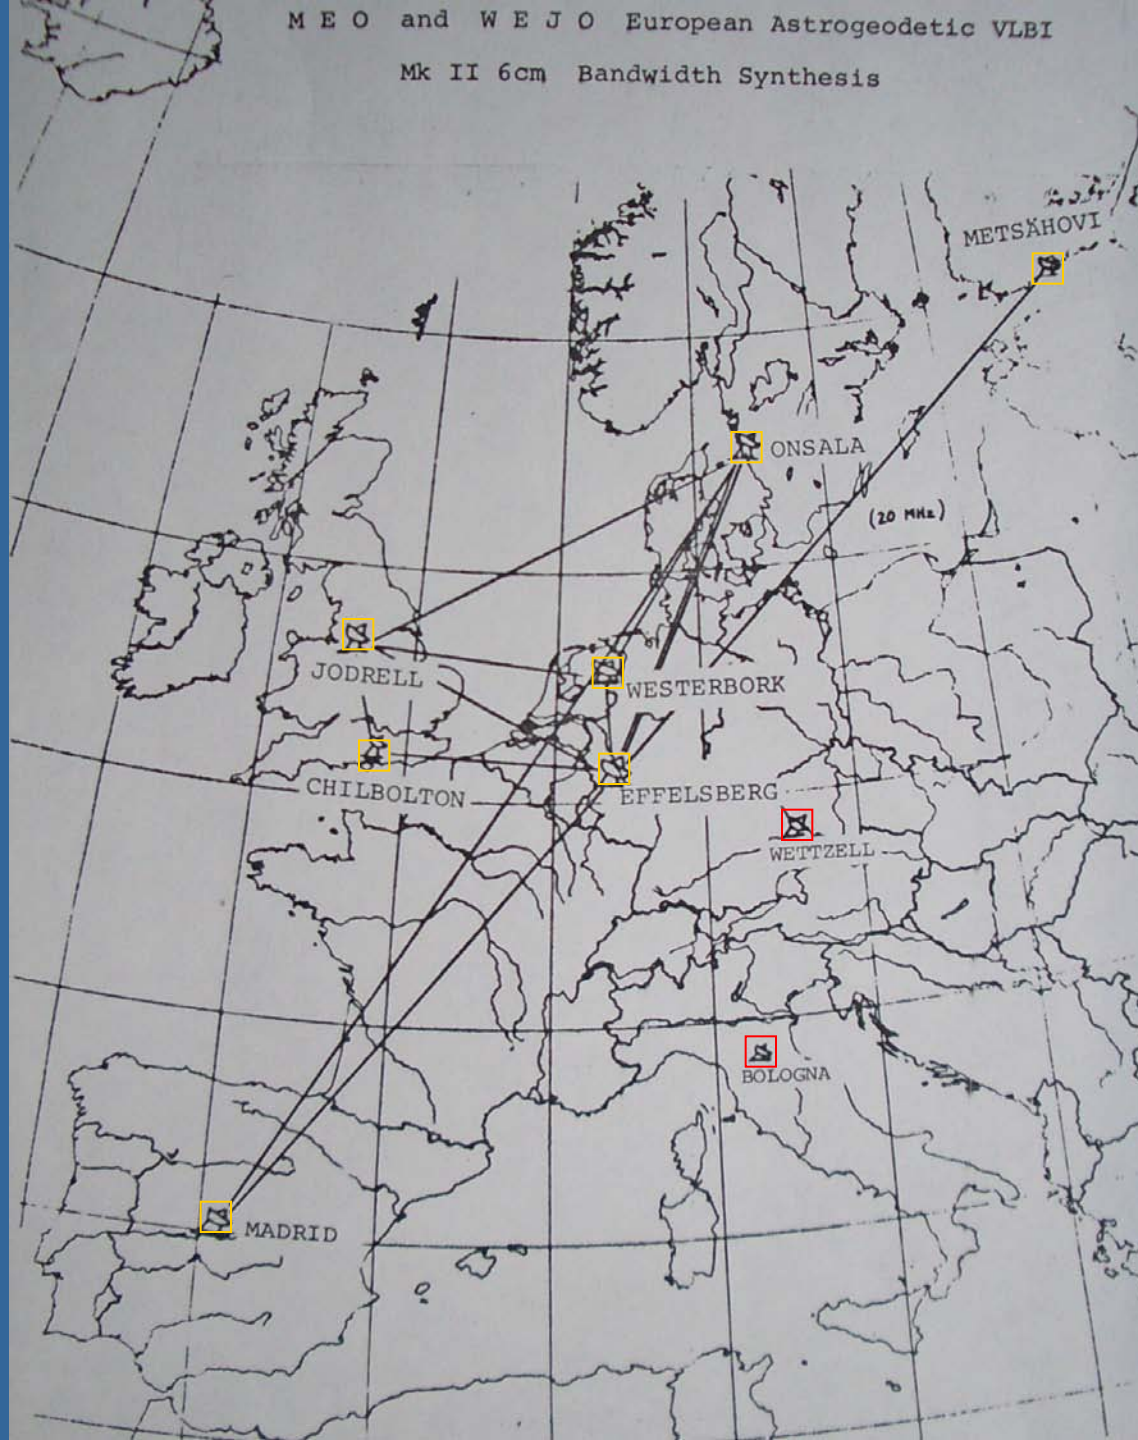 M E O and W E J O European Astrogeodetic VLBI
Mk II 6cm Bandwidth Synthesis
METSÄHOVI
ONSALA
(20 MHz)
JODRELL
WESTERBORK
CHILBOLTON
EFFELSBERG
WETTZELL
BOLOGNA
MADRID